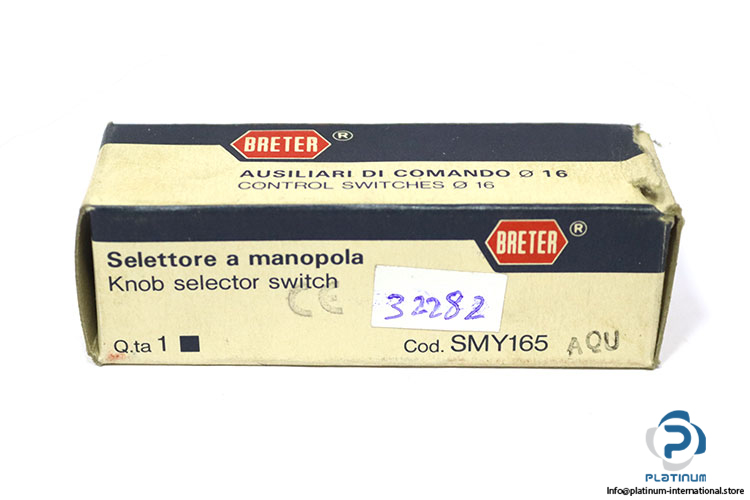 BRETER ®
AUSILIARI DI COMANDO Ø 16
CONTROL SWITCHES Ø 16
BRETER ®
Selettore a manopola
Knob selector switch
CE
32282
Q.ta 1 ■
Cod. SMY165 AQU
PLATINUM
Info@platinum-international.store